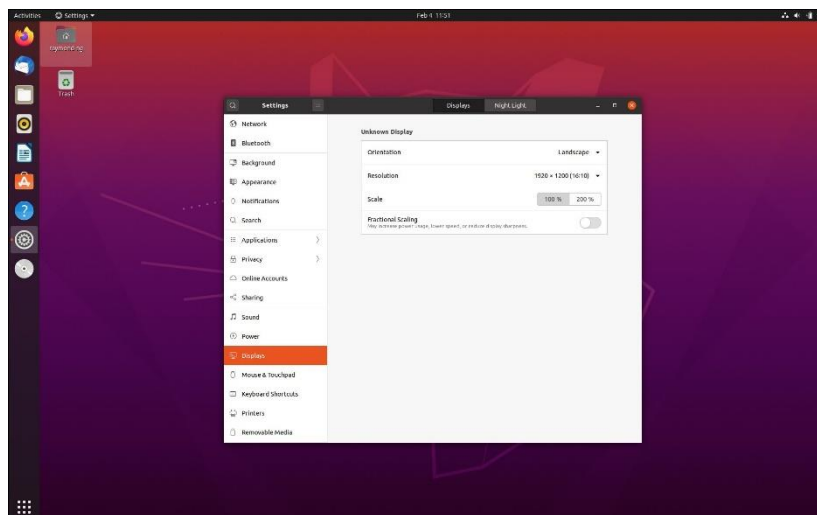 Activities
Settings
Feb 4 11:51
Trash
Settings
Displays
Night Light
Network
Bluetooth
Background
Appearance
Notifications
Search
Applications
Privacy
Online Accounts
Sharing
Sound
Power
Displays
Mouse & Touchpad
Keyboard Shortcuts
Printers
Removable Media
Unknown Display
Orientation
Landscape
Resolution
1920 × 1200 (16:10)
Scale
100 %
200 %
Fractional Scaling
May increase power usage, lower speed, or reduce display sharpness.